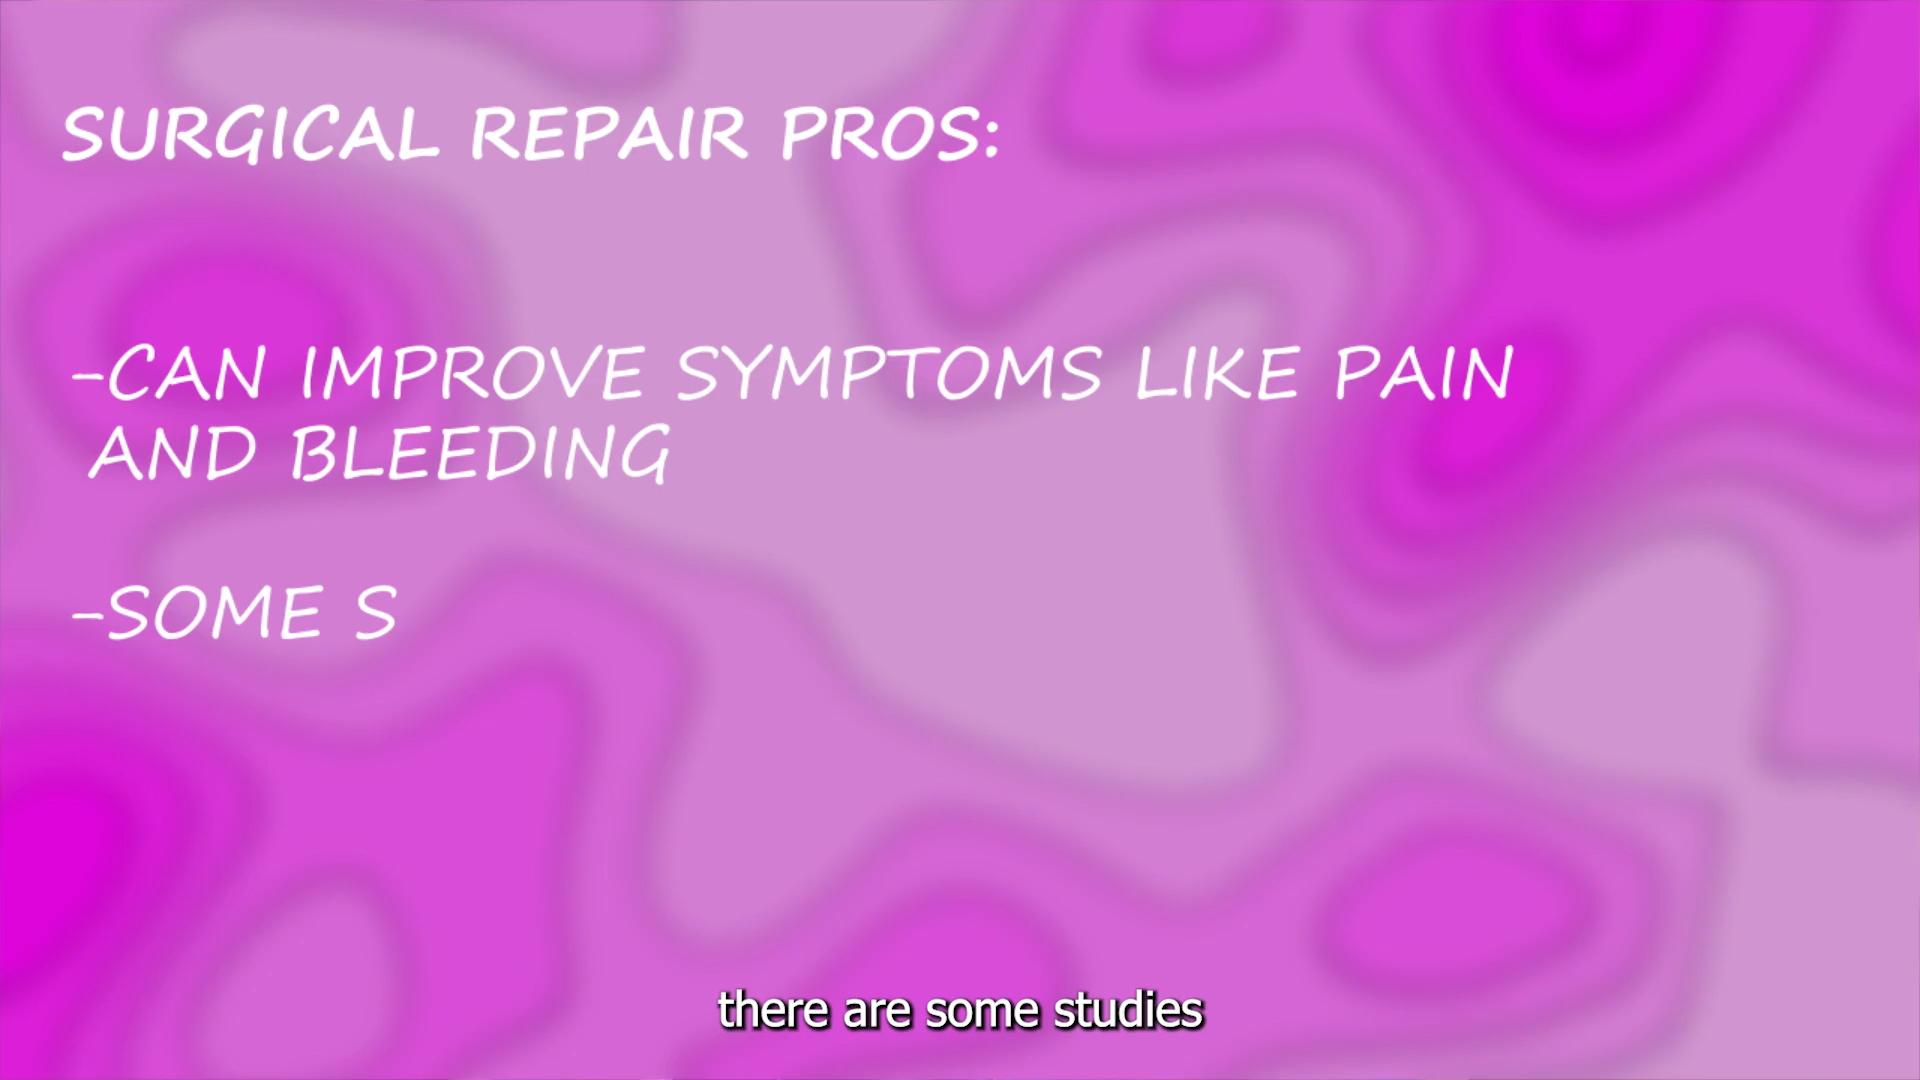 SURGICAL REPAIR PROS:
-CAN IMPROVE SYMPTOMS LIKE PAIN
AND BLEEDING
-SOME S
there are some studies